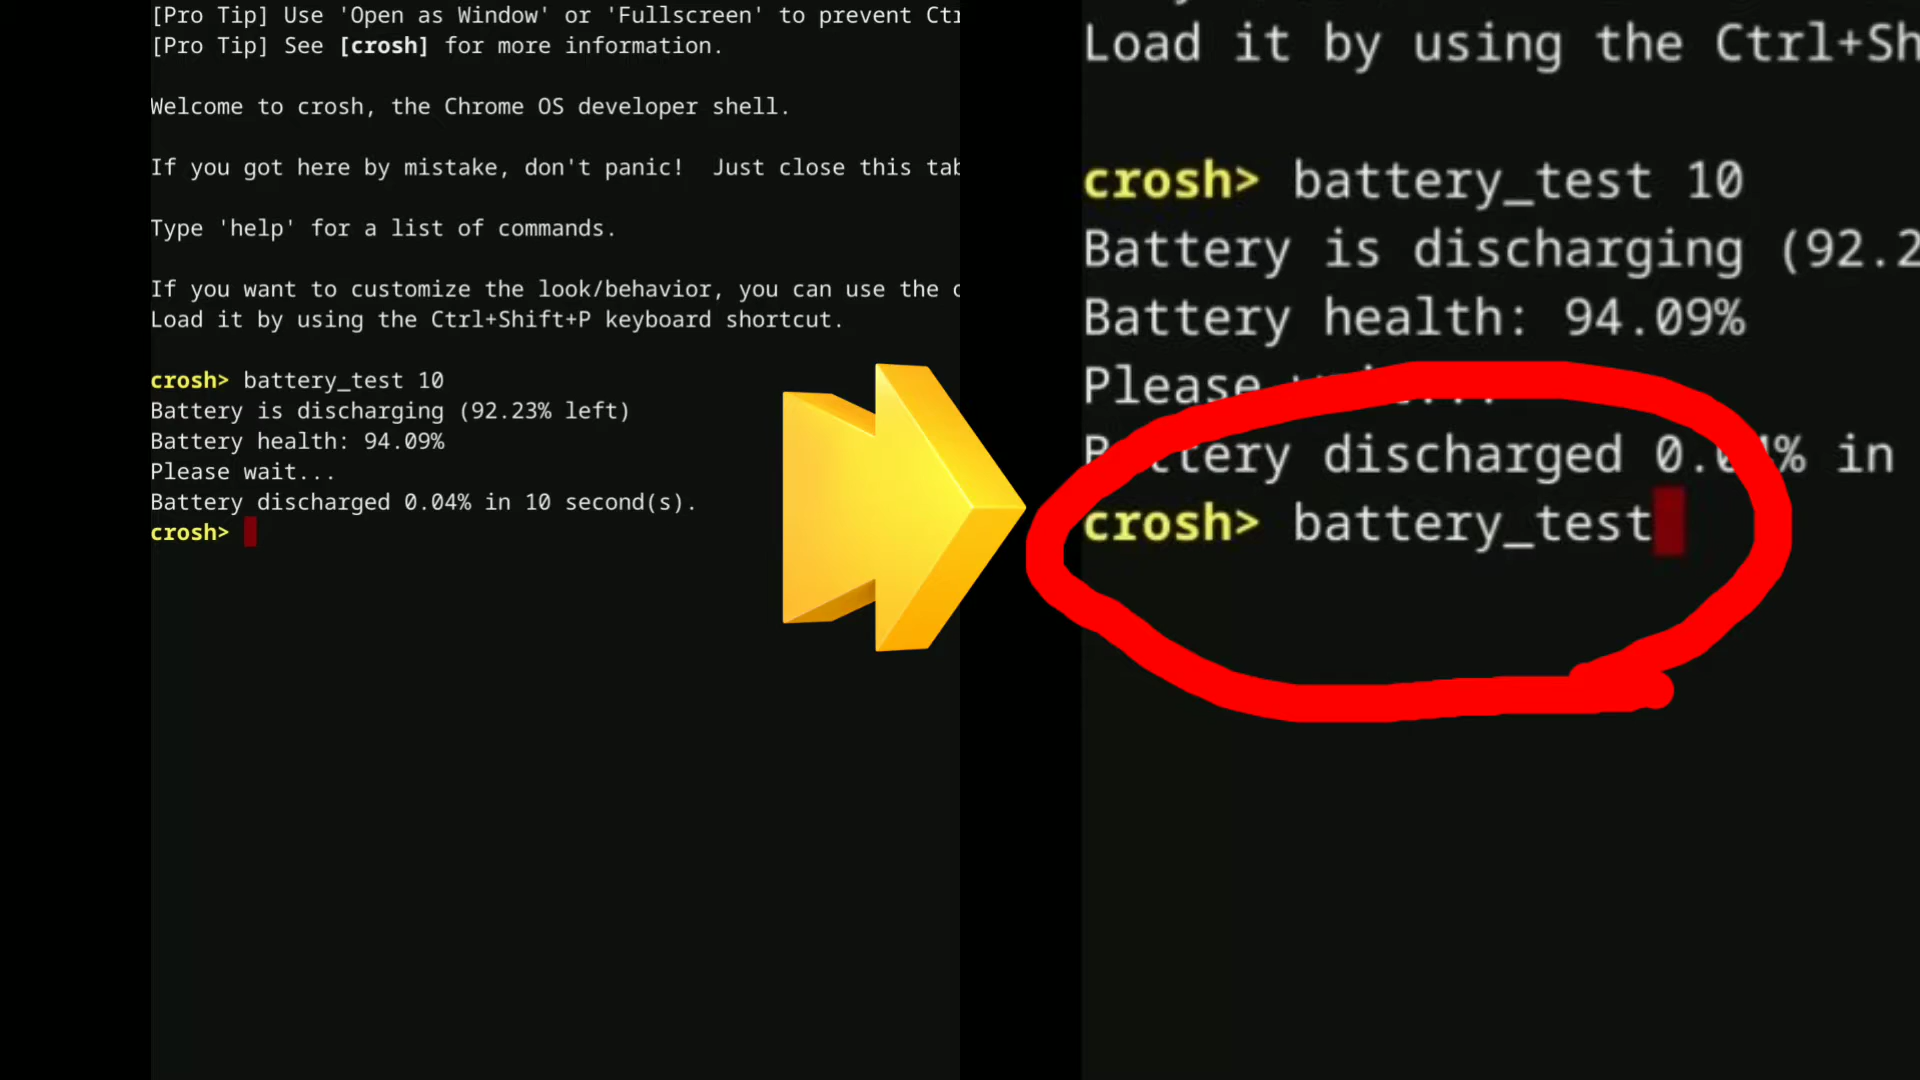 [Pro Tip] Use 'Open as Window' or 'Fullscreen' to prevent Ctr
[Pro Tip] See [crosh] for more information.
Welcome to crosh, the Chrome OS developer shell.
If you got here by mistake, don't panic!  Just close this tab
Type 'help' for a list of commands.
If you want to customize the look/behavior, you can use the
Load it by using the Ctrl+Shift+P keyboard shortcut.
crosh> battery_test 10
Battery is discharging (92.23% left)
Battery health: 94.09%
Please wait...
Battery discharged 0.04% in 10 second(s).
crosh>
Load it by using the Ctrl+Sh
crosh> battery_test 10
Battery is discharging (92.2
Battery health: 94.09%
Please
Battery discharged 0.04% in
crosh> battery_test